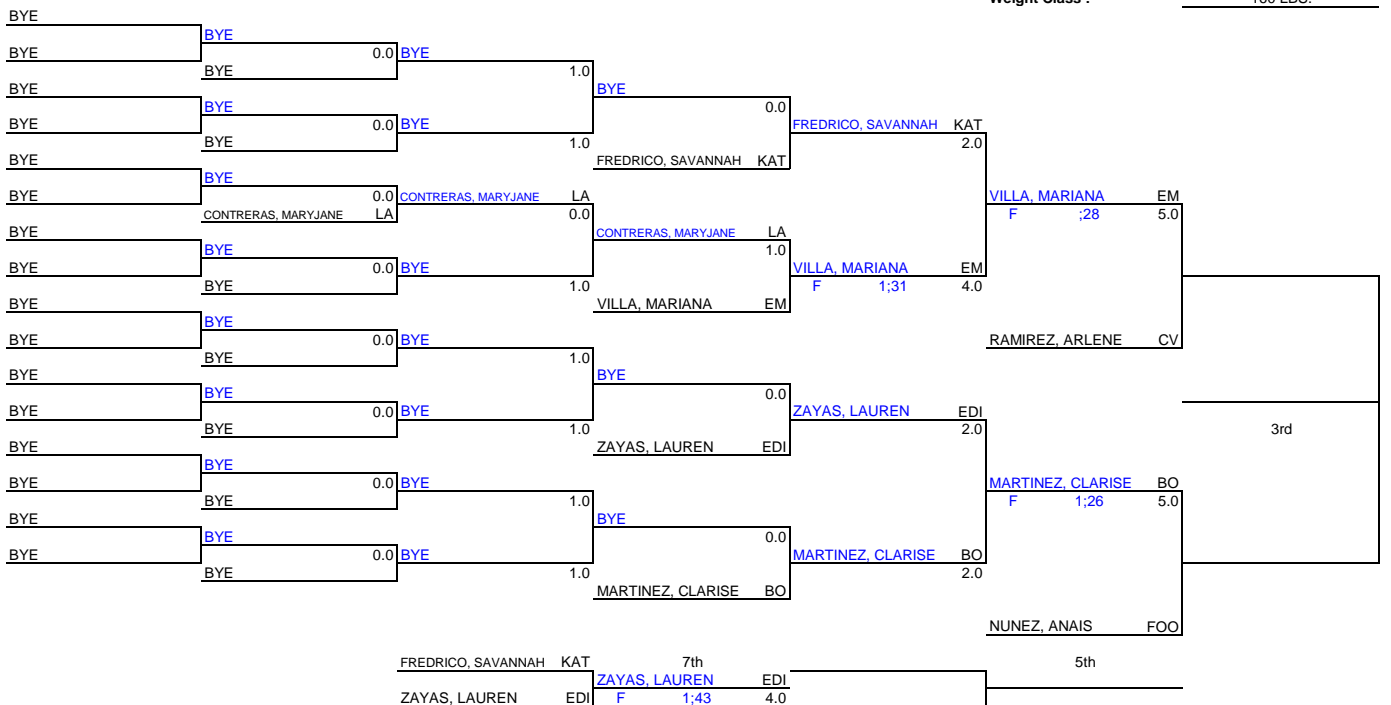 Weight Class :
BYE
BYE
BYE 0.0 BYE
BYE 1.0
BYE BYE
BYE 0.0
BYE 0.0 BYE FREDRICO, SAVANNAH KAT
BYE 1.0 2.0
BYE FREDRICO, SAVANNAH KAT
BYE
BYE 0.0 CONTRERAS, MARYJANE LA VILLA, MARIANA EM
CONTRERAS, MARYJANE LA 0.0 F ;28 5.0
BYE CONTRERAS, MARYJANE LA
BYE 1.0
BYE 0.0 BYE VILLA, MARIANA EM
BYE 1.0 F 1;31 4.0
BYE VILLA, MARIANA EM
BYE
BYE 0.0 BYE RAMIREZ, ARLENE CV
BYE 1.0
BYE BYE
BYE 0.0
BYE 0.0 BYE ZAYAS, LAUREN EDI
BYE 1.0 2.0 3rd
BYE ZAYAS, LAUREN EDI
BYE
BYE 0.0 BYE MARTINEZ, CLARISE BO
BYE 1.0 F 1;26 5.0
BYE BYE
BYE 0.0
BYE 0.0 BYE MARTINEZ, CLARISE BO
BYE 1.0 2.0
MARTINEZ, CLARISE BO
NUNEZ, ANAIS FOO
FREDRICO, SAVANNAH KAT 7th 5th
ZAYAS, LAUREN EDI
ZAYAS, LAUREN EDI F 1;43 4.0